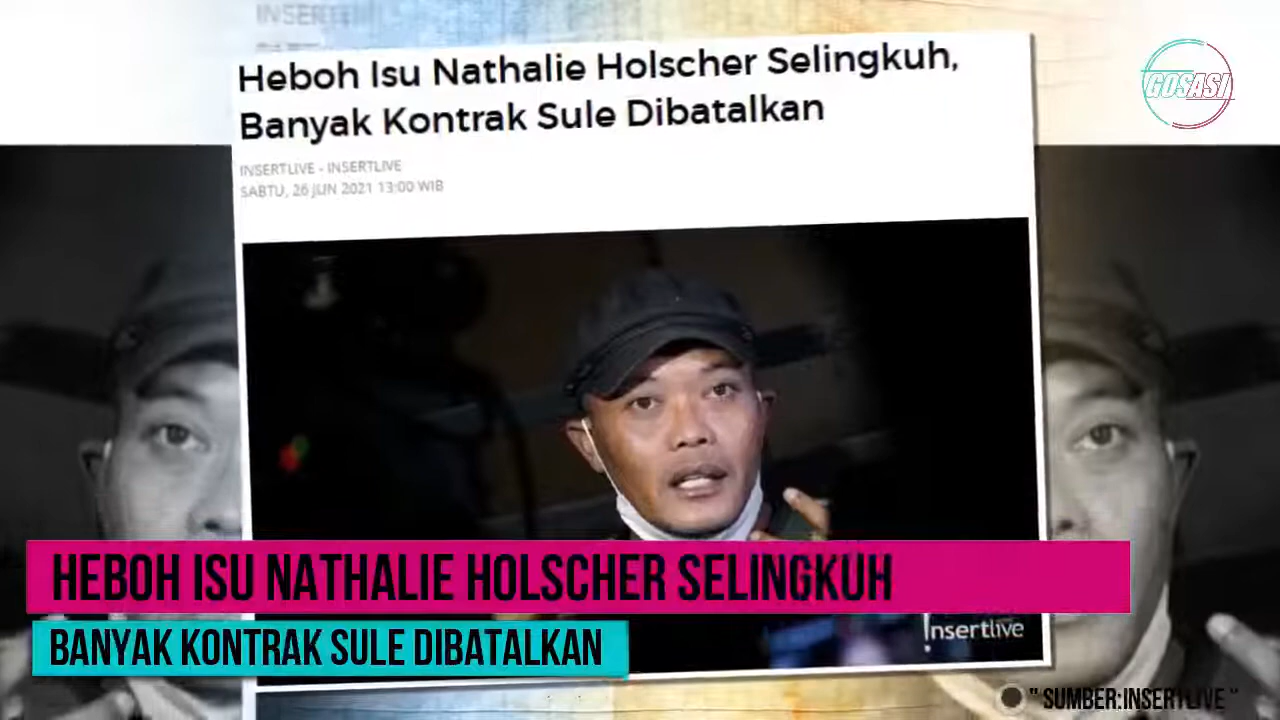 INSERT
Heboh Isu Nathalie Holscher Selingkuh,
Banyak Kontrak Sule Dibatalkan
INSERTLIVE - INSERTLIVE
SABTU, 26 JUN 2021 13:00 WIB
GOSASI
HEBOH ISU NATHALIE HOLSCHER SELINGKUH
BANYAK KONTRAK SULE DIBATALKAN
Insertlive
" SUMBER:INSERTLIVE "